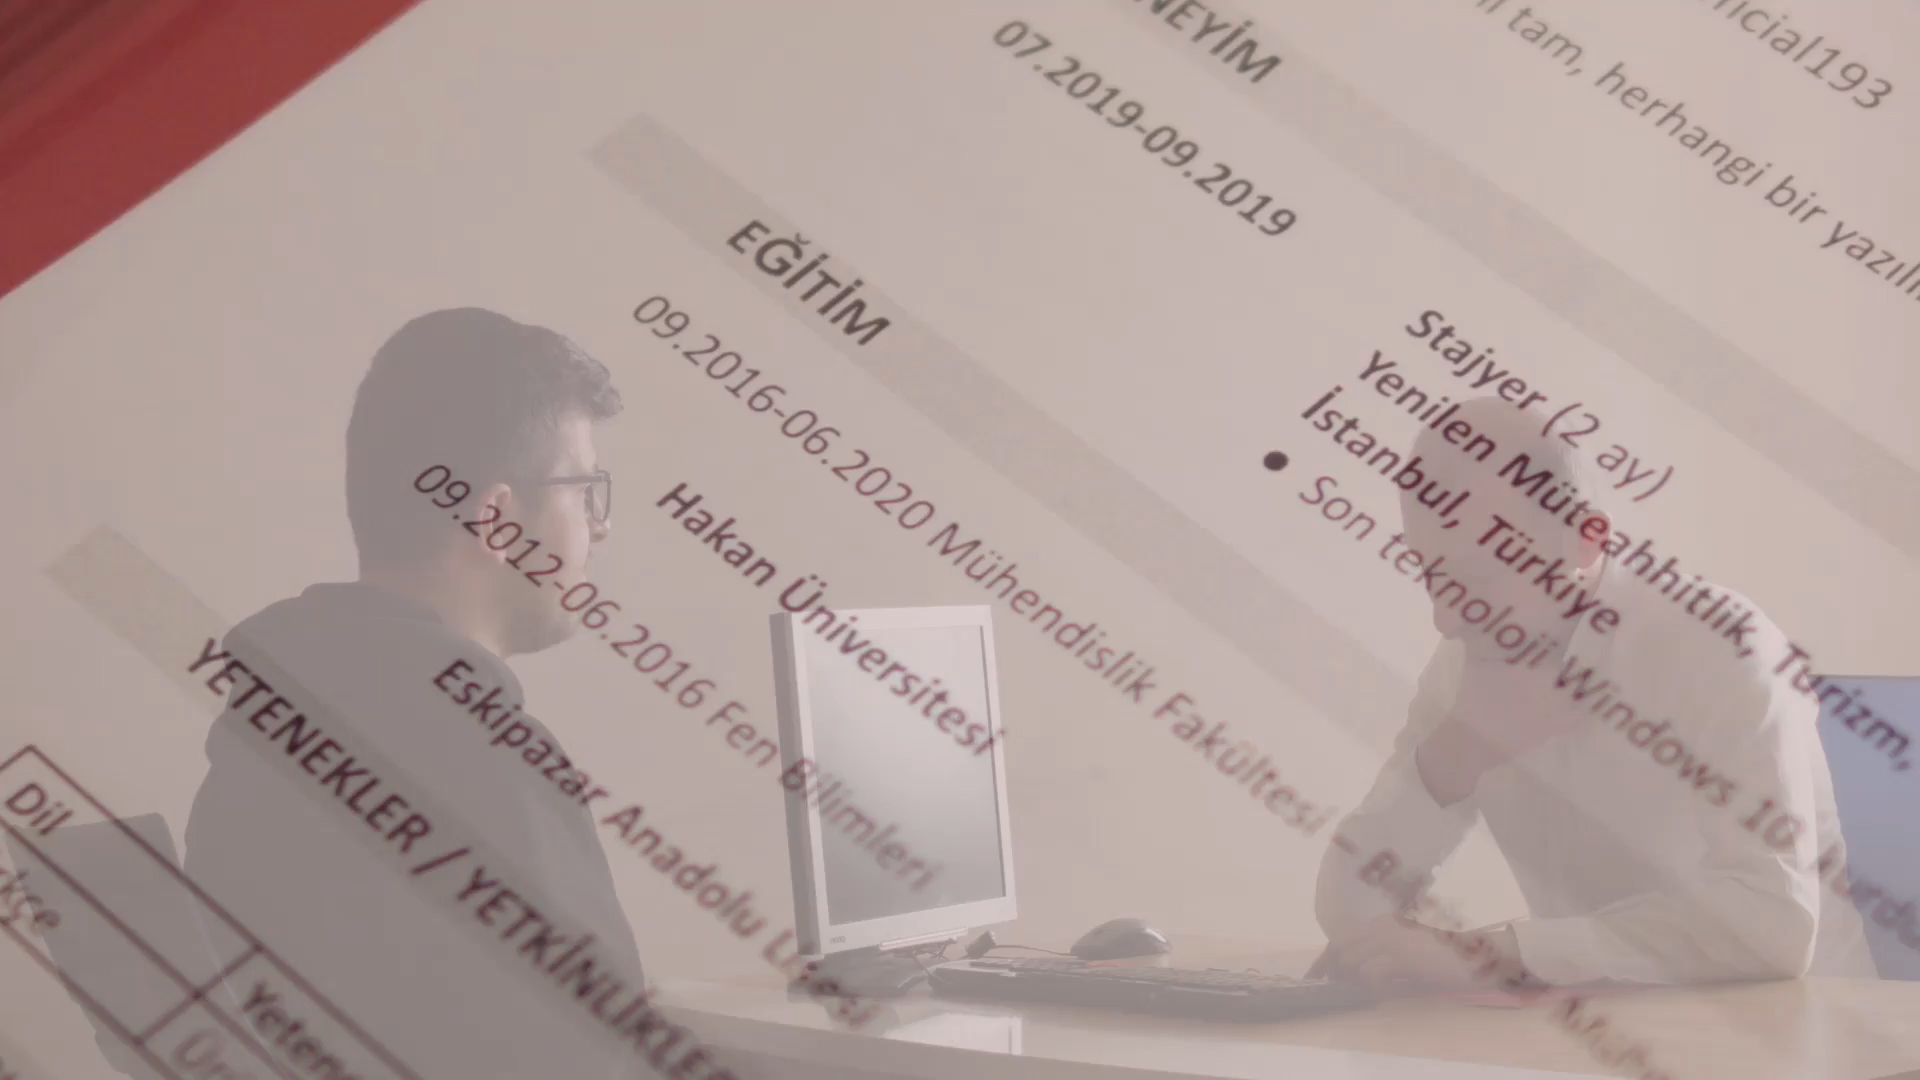 ficial193
tam, herhangi bir
NEYİM
07.2019-09.2019
Stajyer (2 ay)
Yenilen Müteahhitlik, Turizm,
İstanbul, Türkiye
• Son teknoloji Windows 10
EĞİTİM
09.2016-06.2020 Mühendislik Fakültesi –
Hakan Üniversitesi
09.2012-06.2016 Fen Bilimleri
Eskipazar Anadolu Lisesi
YETENEKLER / YETKİNLİKLER
Dil